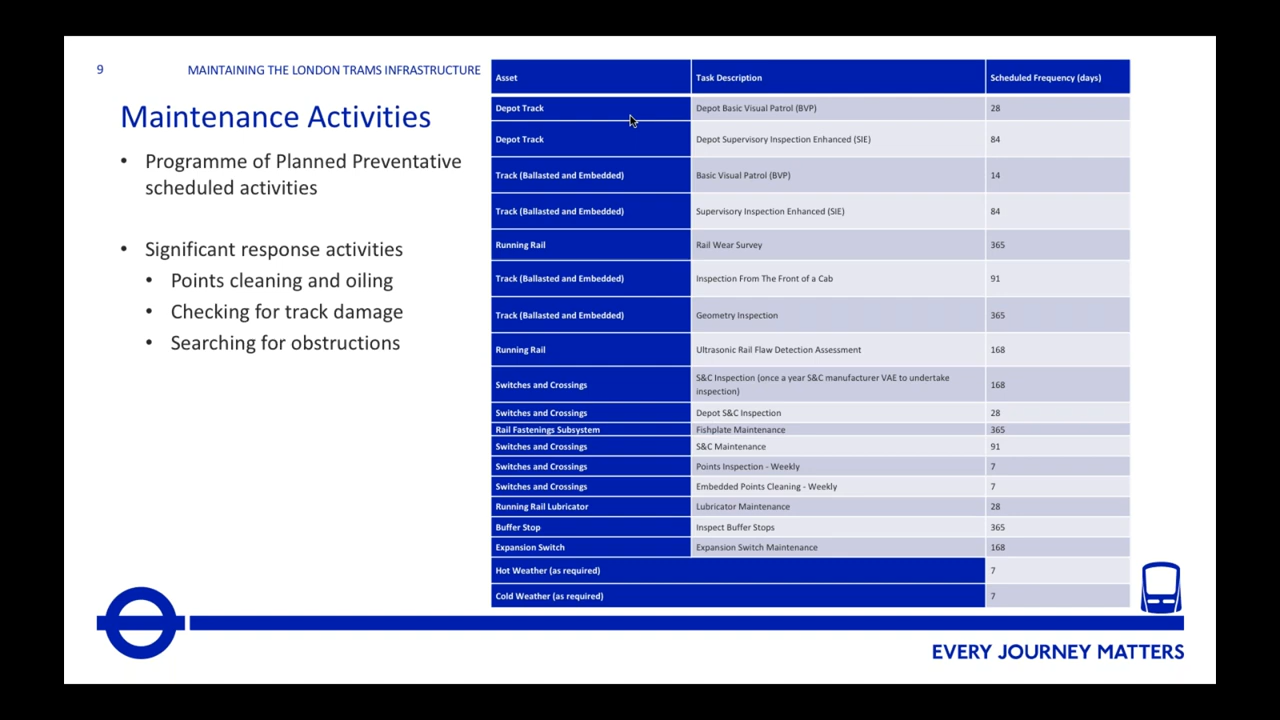 9
MAINTAINING THE LONDON TRAMS INFRASTRUCTURE
Maintenance Activities
• Programme of Planned Preventative
scheduled activities
• Significant response activities
• Points cleaning and oiling
• Checking for track damage
• Searching for obstructions
Asset Task Description Scheduled Frequency (days)
Depot Track Depot Basic Visual Patrol (BVP) 28
Depot Track Depot Supervisory Inspection Enhanced (SIE) 84
Track (Ballasted and Embedded) Basic Visual Patrol (BVP) 14
Track (Ballasted and Embedded) Supervisory Inspection Enhanced (SIE) 84
Running Rail Rail Wear Survey 365
Track (Ballasted and Embedded) Inspection From The Front of a Cab 91
Track (Ballasted and Embedded) Geometry Inspection 365
Running Rail Ultrasonic Rail Flaw Detection Assessment 168
Switches and Crossings S&C Inspection (once a year S&C manufacturer VAE to undertake
inspection) 168
Switches and Crossings Depot S&C Inspection 28
Rail Fastenings Subsystem Fishplate Maintenance 365
Switches and Crossings S&C Maintenance 91
Switches and Crossings Points Inspection - Weekly 7
Switches and Crossings Embedded Points Cleaning - Weekly 7
Running Rail Lubricator Lubricator Maintenance 28
Buffer Stop Inspect Buffer Stops 365
Expansion Switch Expansion Switch Maintenance 168
Hot Weather (as required) 7
Cold Weather (as required) 7
EVERY JOURNEY MATTERS